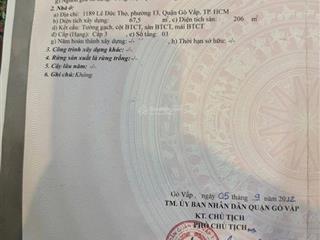 2. Nhà ở:
a) Địa chỉ: 1189 Lê Đức Thọ, phường 13, Quận Gò Vấp, TP. HCM
b) Diện tích xây dựng: 67,5 m², c) Diện tích sàn: 206 m²
d) Kết cấu: Tường gạch, cột BTCT, sàn BTCT, mái BTCT
đ) Cấp (Hạng): Cấp 3 e) Số tầng: 03
g) Năm hoàn thành xây dựng: -/- h) Thời hạn sở hữu: -/-
3. Công trình xây dựng khác: -/-
4. Rừng sản xuất là rừng trồng: -/-
5. Cây lâu năm: -/-
6. Ghi chú: Không
Gò Vấp, ngày 05 9
TM. ỦY BAN NHÂN DÂN QUẬN GÒ VẤP
KT. CHỦ TỊCH
PHÓ CHỦ TỊCH